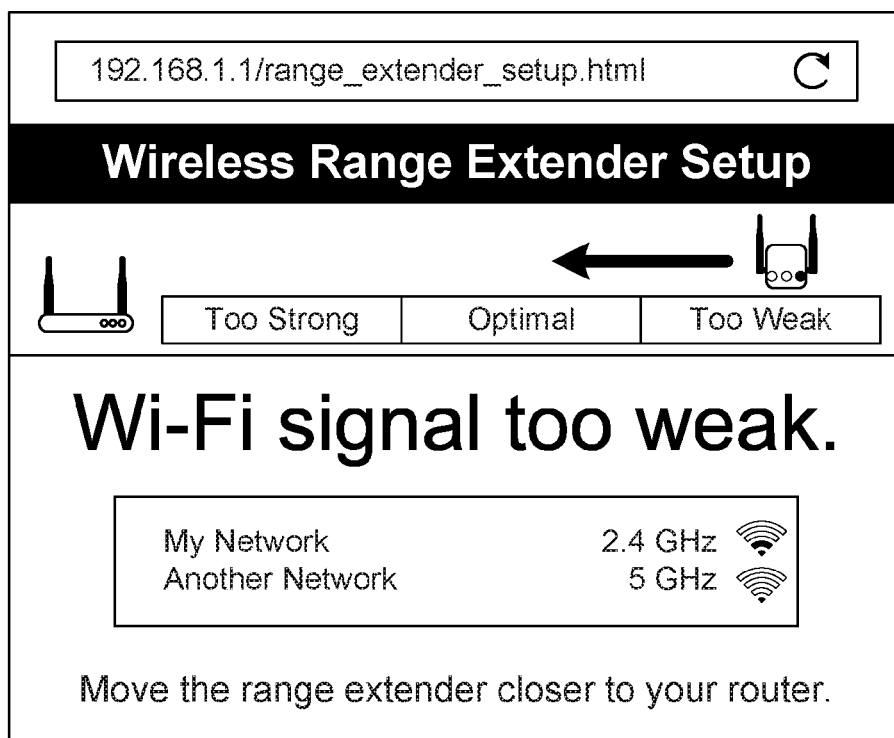 192.168.1.1/range_extender_setup.html
Wireless Range Extender Setup
Too Strong Optimal Too Weak
Wi-Fi signal too weak.
My Network 2.4 GHz
Another Network 5 GHz
Move the range extender closer to your router.